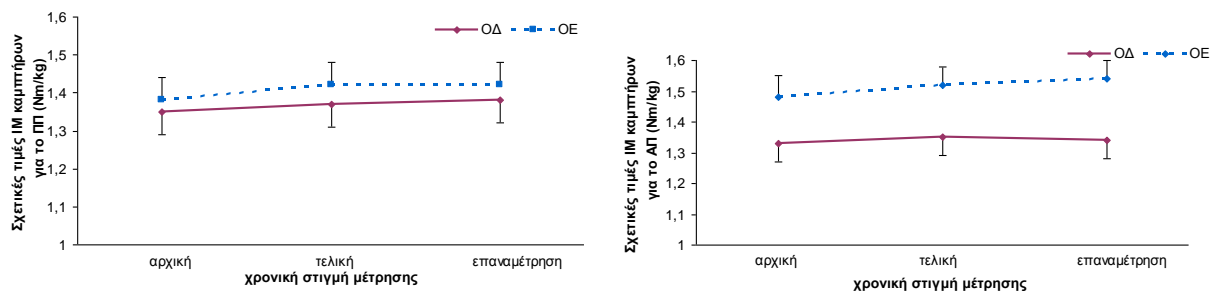 Σχετικές τιμές ΙΜ καμπτήρων
για το ΠΠ (Nm/kg)
1,6
1,5
1,4
1,3
1,2
1,1
1
ΟΔ ΟΕ
αρχική τελική επαναμέτρηση
χρονική στιγμή μέτρησης
Σχετικές τιμές ΙΜ καμπτήρων
για το ΑΠ (Nm/kg)
ΟΔ ΟΕ
1,6
1,5
1,4
1,3
1,2
1,1
1
αρχική τελική επαναμέτρηση
χρονική στιγμή μέτρησης